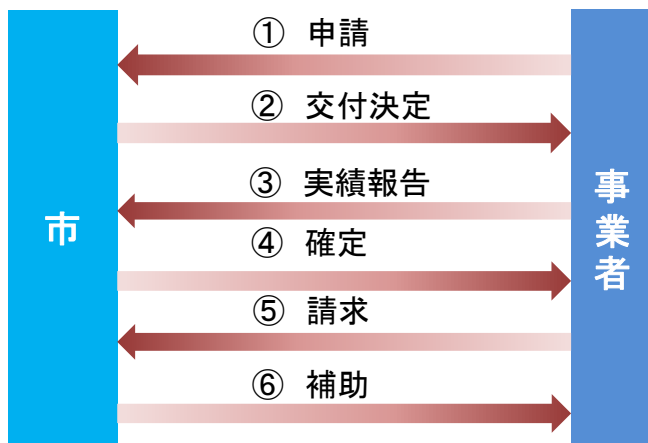 ① 申請
② 交付決定
③ 実績報告
④ 確定
⑤ 請求
⑥ 補助
市
事業者